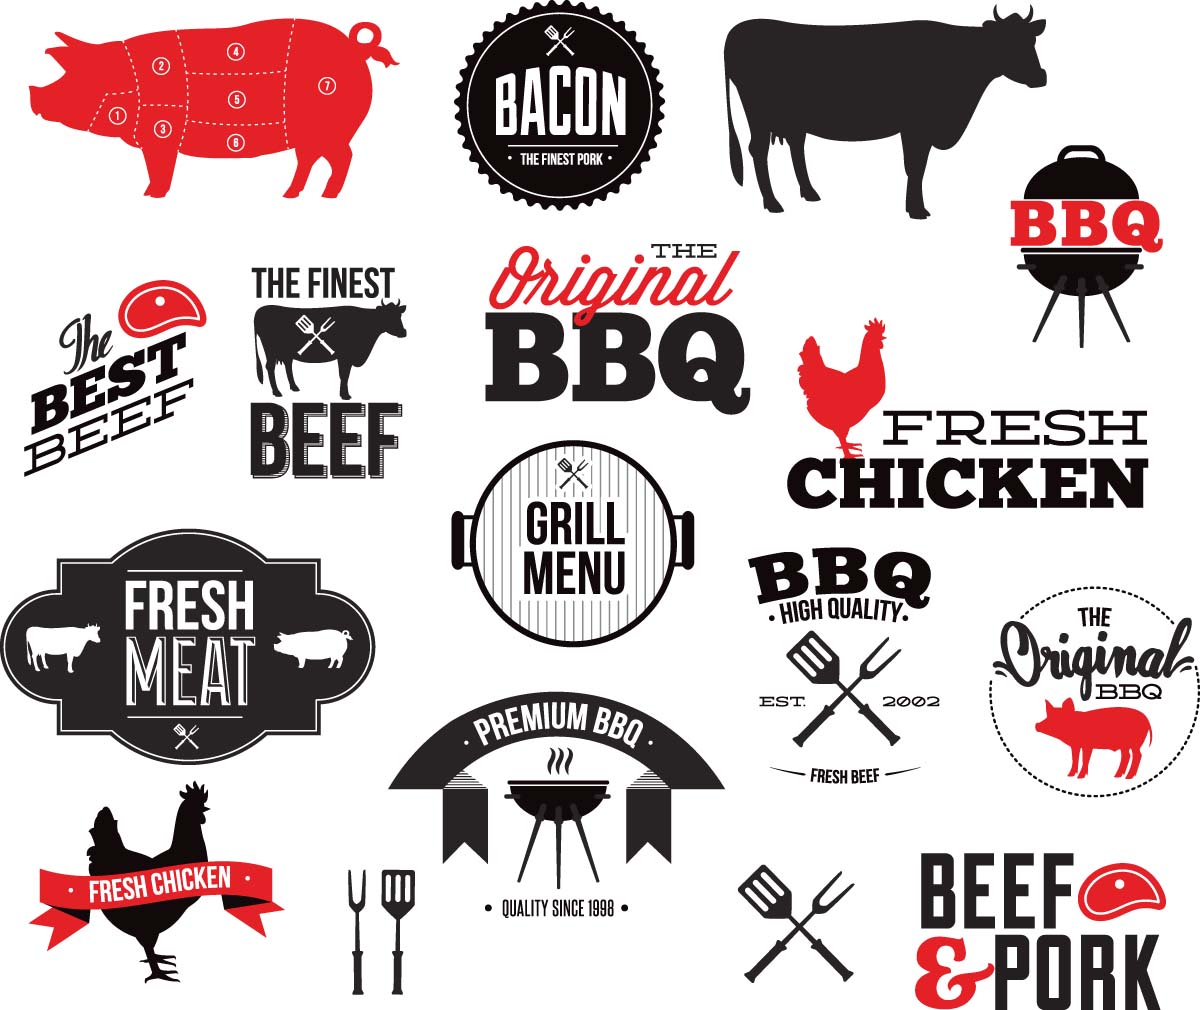 1
2
3
4
5
6
7
BACON
• THE FINEST PORK •
BBQ
The
BEST
BEEF
THE FINEST
BEEF
THE
Original
BBQ
FRESH
CHICKEN
GRILL
MENU
FRESH
MEAT
BBQ
• HIGH QUALITY •
EST. 2002
FRESH BEEF
THE
Original
BBQ
• PREMIUM BBQ •
• QUALITY SINCE 1998 •
• FRESH CHICKEN •
BEEF
& PORK